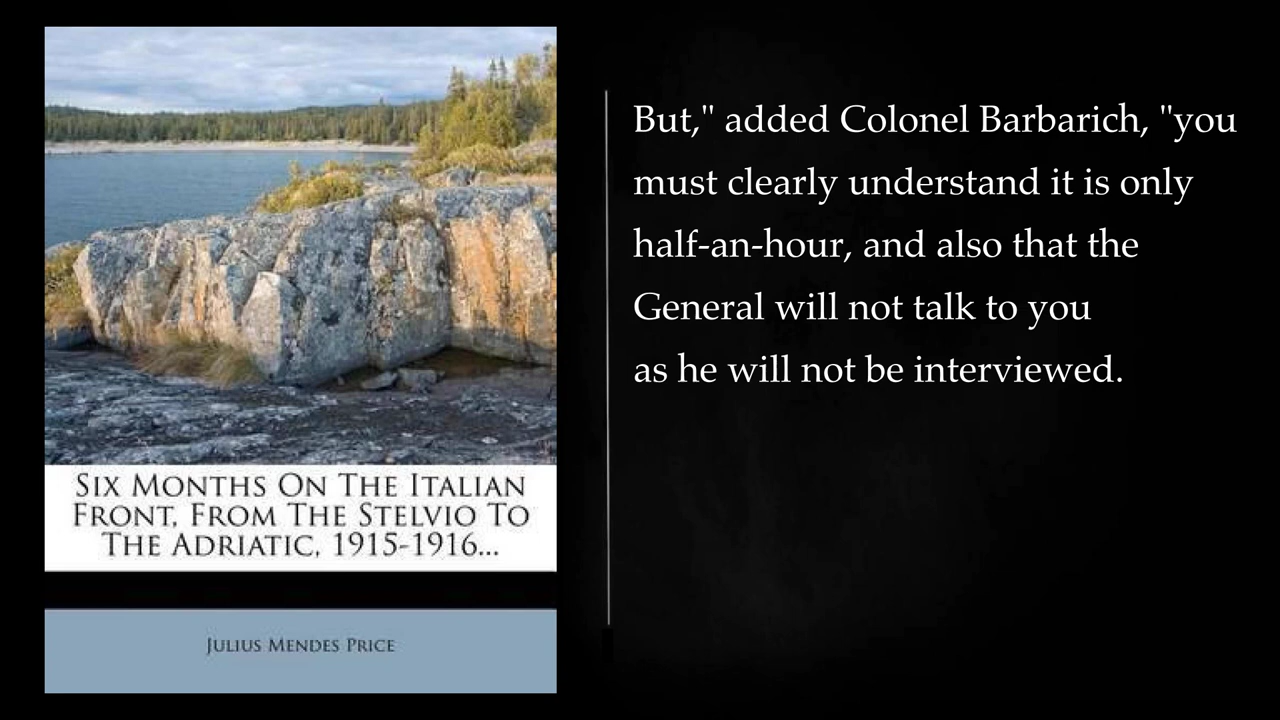 But," added Colonel Barbarich, "you
must clearly understand it is only
half-an-hour, and also that the
General will not talk to you
as he will not be interviewed.
Six Months On The Italian
Front, From The Stelvio To
The Adriatic, 1915-1916...
Julius Mendes Price